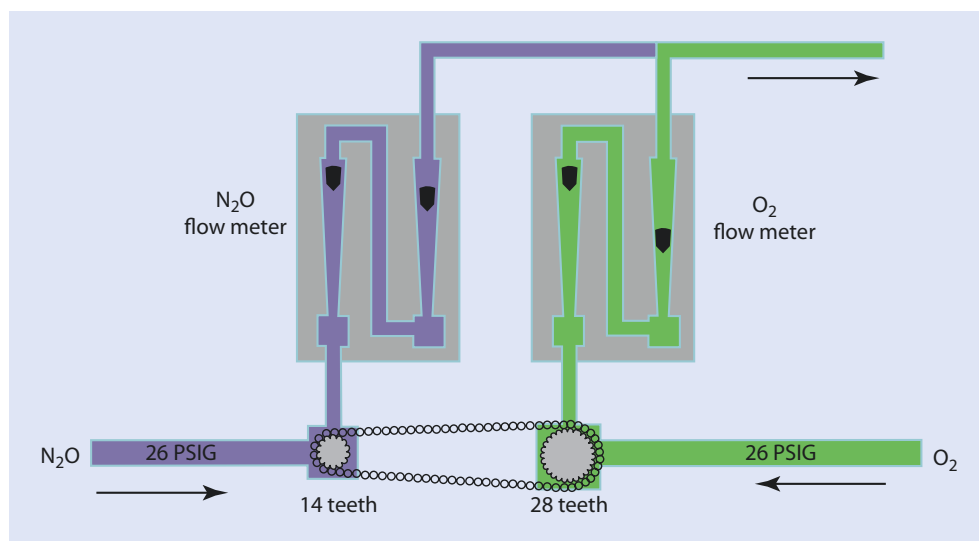 N₂O
flow meter
O₂
flow meter
N₂O
26 PSIG
26 PSIG
O₂
14 teeth
28 teeth